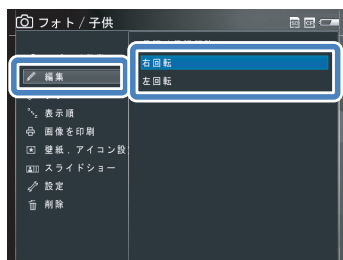 フォト/子供
右回転
編集
左回転
表示順
画像を印刷
壁紙，アイコン設
スライドショー
設定
削除